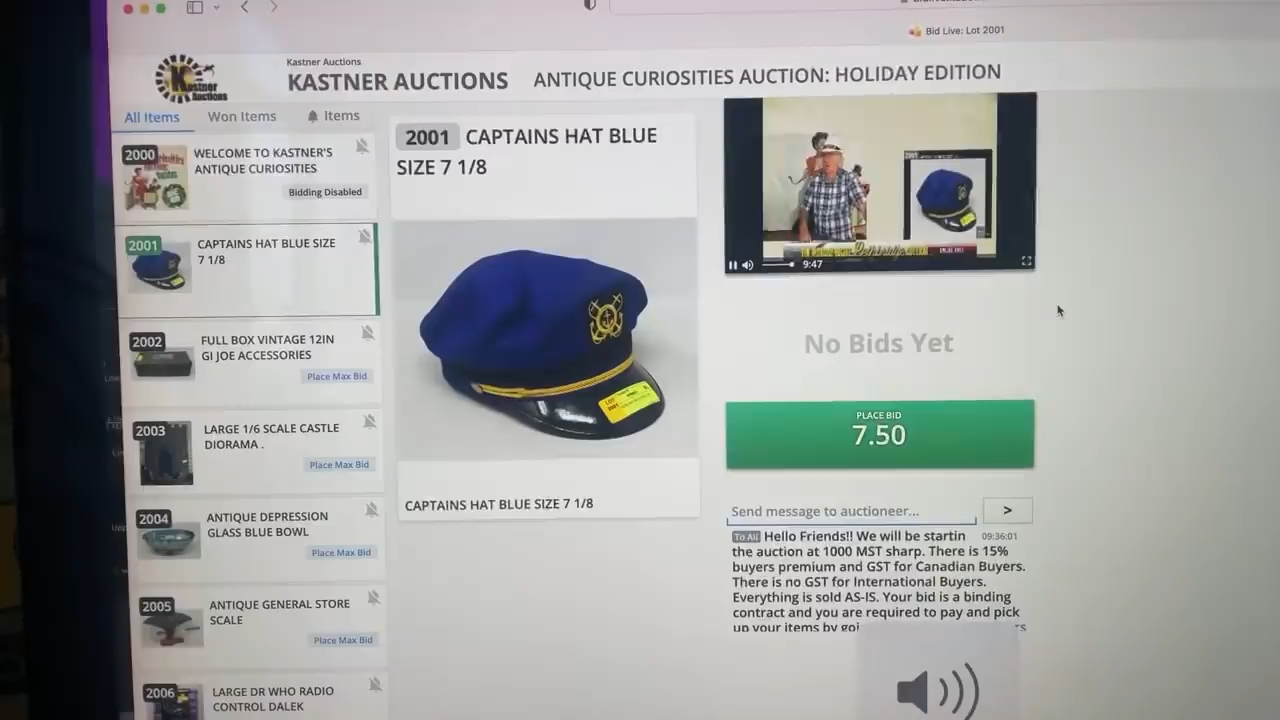 Bid Live: Lot 2001
Kastner Auctions
KASTNER AUCTIONS
ANTIQUE CURIOSITIES AUCTION: HOLIDAY EDITION
Kastner
Auctions
All Items
Won Items
Items
2000
WELCOME TO KASTNER'S
ANTIQUE CURIOSITIES
Bidding Disabled
2001
CAPTAINS HAT BLUE SIZE
7 1/8
2002
FULL BOX VINTAGE 12IN
GI JOE ACCESSORIES
Place Max Bid
2003
LARGE 1/6 SCALE CASTLE
DIORAMA .
Place Max Bid
2004
ANTIQUE DEPRESSION
GLASS BLUE BOWL
Place Max Bid
2005
ANTIQUE GENERAL STORE
SCALE
Place Max Bid
2006
LARGE DR WHO RADIO
CONTROL DALEK
2001 CAPTAINS HAT BLUE
SIZE 7 1/8
LOT
2001
CAPTAINS HAT BLUE SIZE 7 1/8
2001
9:47
No Bids Yet
PLACE BID
7.50
Send message to auctioneer...
>
To All Hello Friends!! We will be startin
09:36:01
the auction at 1000 MST sharp. There is 15%
buyers premium and GST for Canadian Buyers.
There is no GST for International Buyers.
Everything is sold AS-IS. Your bid is a binding
contract and you are required to pay and pick
up your items by